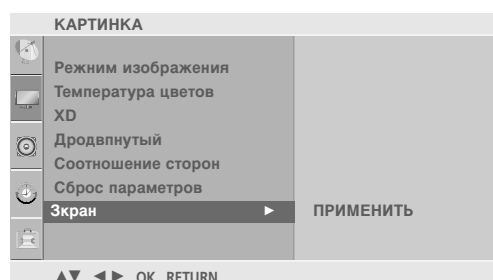 КАРТИНКА
Режим изображения
Температура цветов
XD
Дродвпнутый
Соотношение сторон
Сброс параметров
Зкран ►
ПРИМЕНИТЬ
▲▼ ◄► OK RETURN